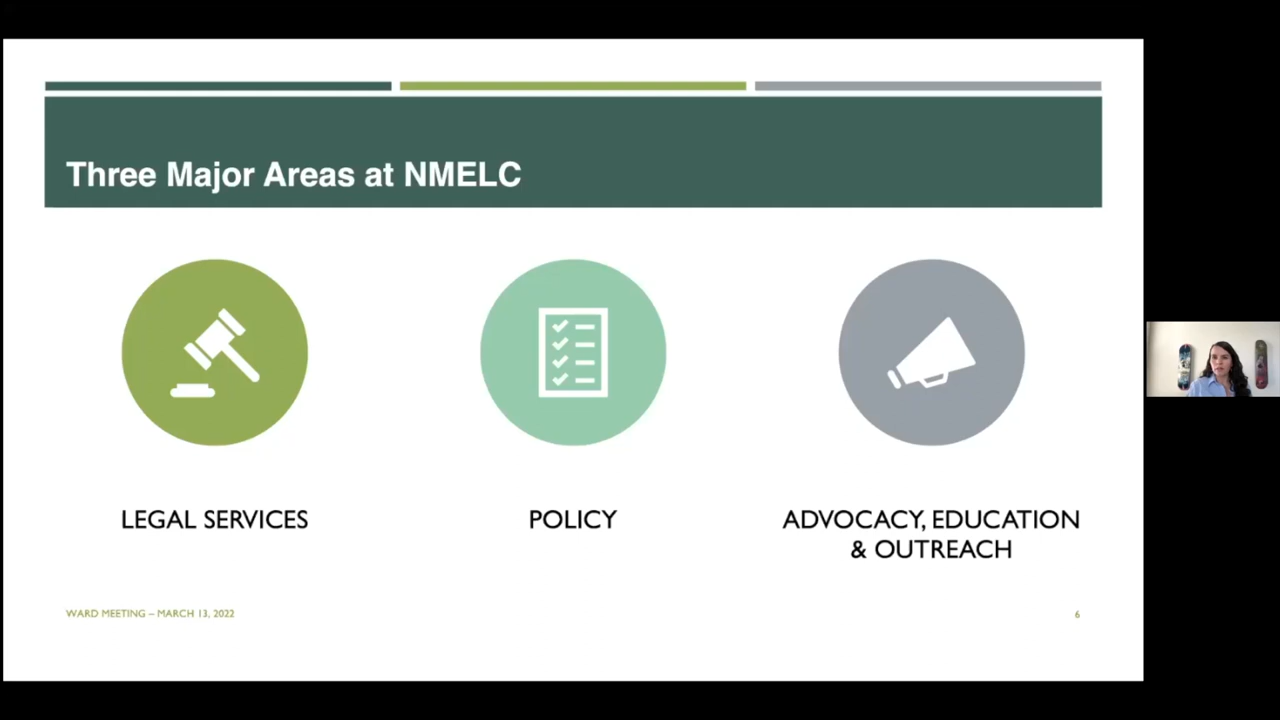 Three Major Areas at NMELC
LEGAL SERVICES
POLICY
ADVOCACY, EDUCATION
& OUTREACH
WARD MEETING – MARCH 13, 2022
6